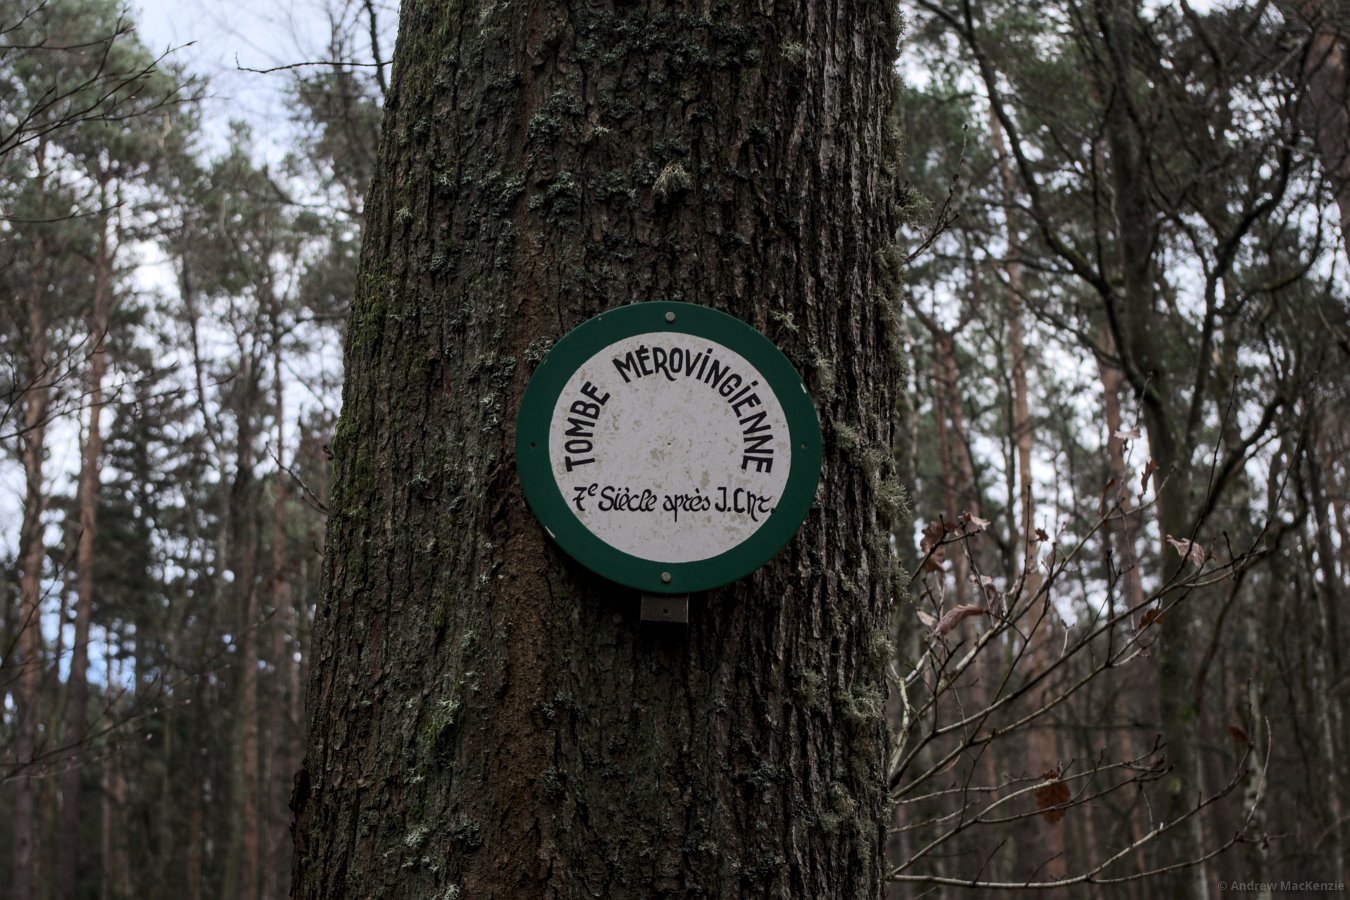 TOMBE MÉROVINGIENNE
7e Siècle après J.Chr.
© Andrew MacKenzie